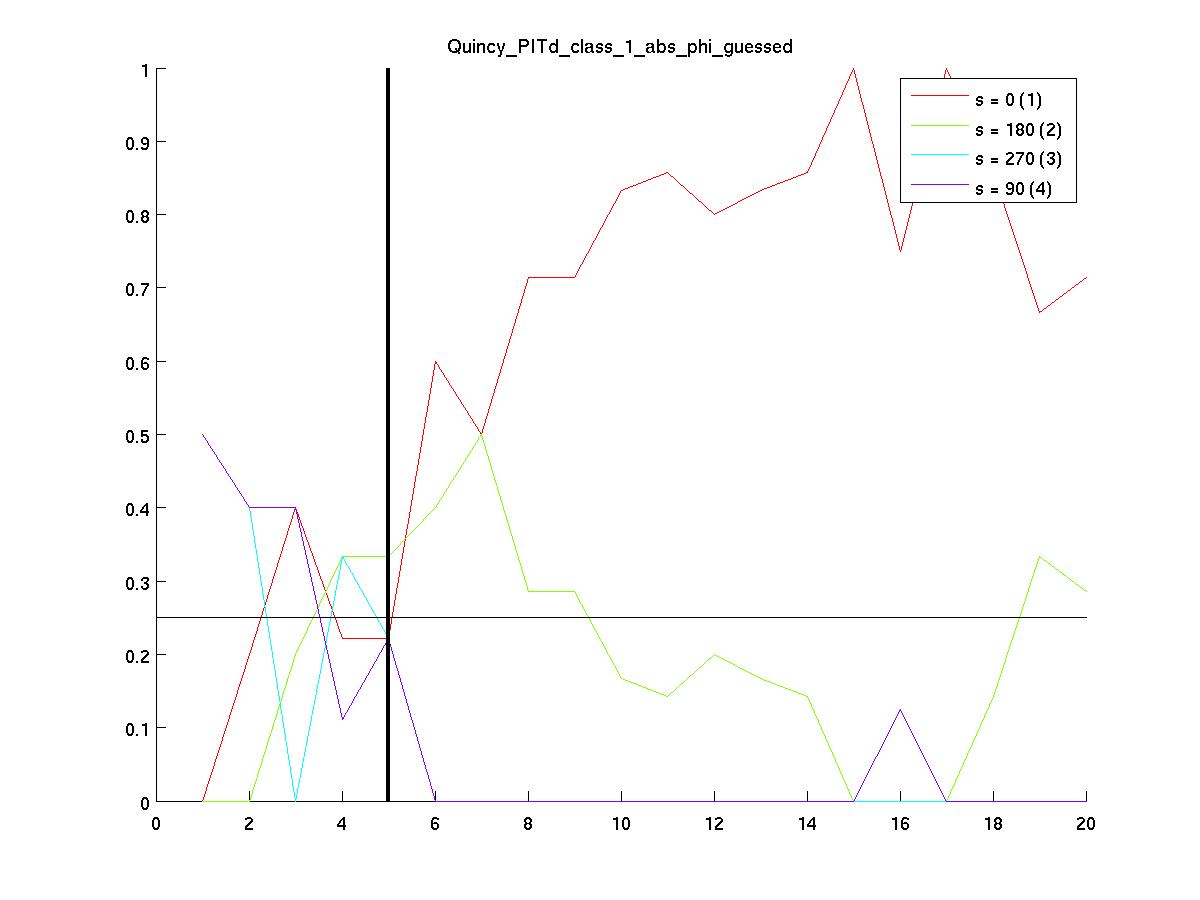 Quincy_PITd_class_1_abs_phi_guessed
1
0.9
0.8
0.7
0.6
0.5
0.4
0.3
0.2
0.1
0
s = 0 (1)
s = 180 (2)
s = 270 (3)
s = 90 (4)
0 2 4 6 8 10 12 14 16 18 20